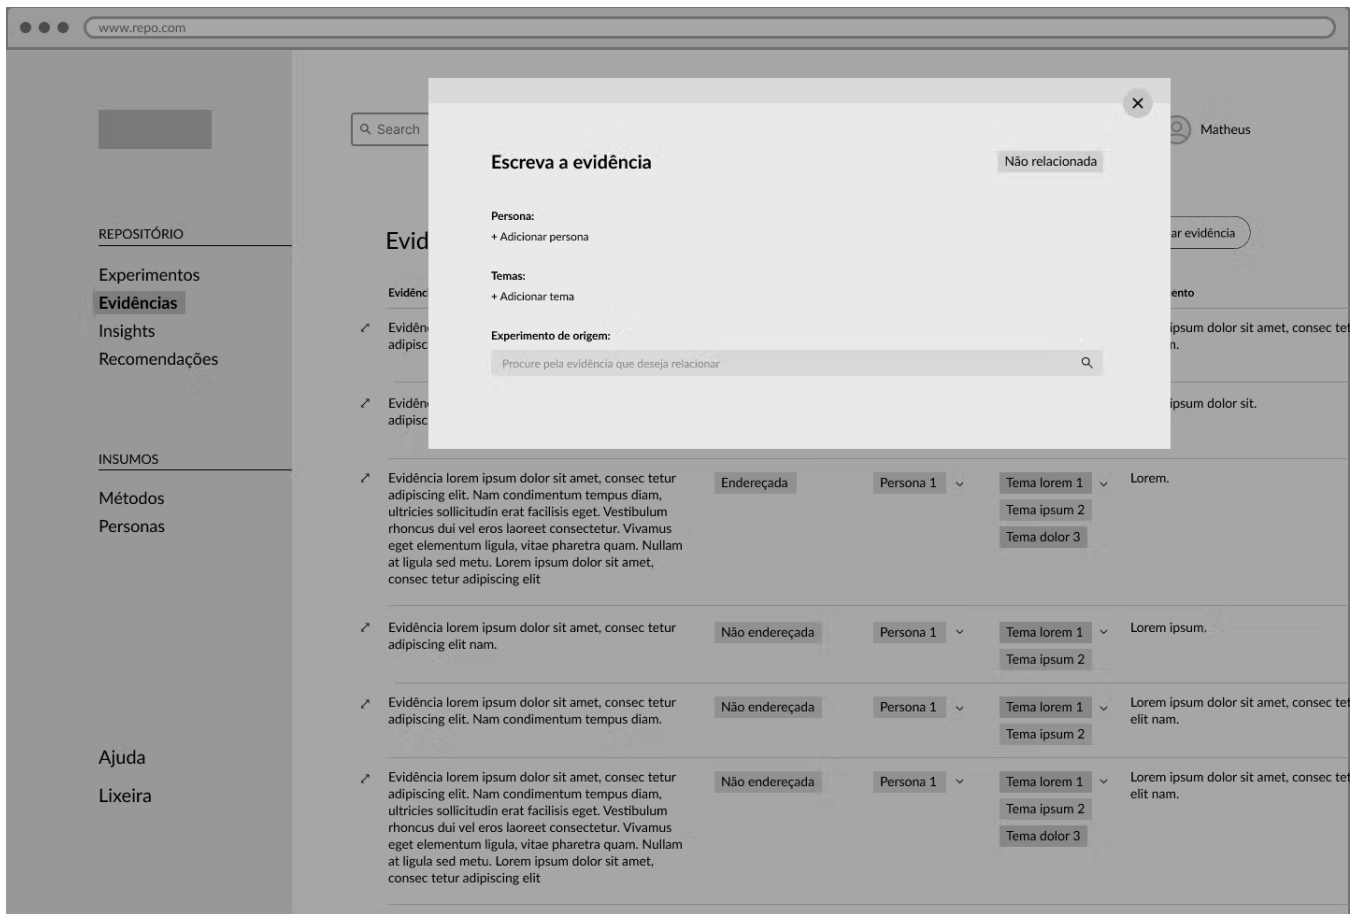 www.repo.com
Search
Matheus
REPOSITÓRIO
Experimentos
Evidências
Insights
Recomendações
INSUMOS
Métodos
Personas
Ajuda
Lixeira
Escreva a evidência
Não relacionada
Persona:
+ Adicionar persona
Temas:
+ Adicionar tema
Experimento de origem:
Procure pela evidência que deseja relacionar
Evid
ar evidência
Evidênc
ento
Evidên
adipisc
ipsum dolor sit amet, consec tet
Evidên
adipisc
ipsum dolor sit.
Evidência lorem ipsum dolor sit amet, consec tetur
adipiscing elit. Nam condimentum tempus diam,
ultricies sollicitudin erat facilisis eget. Vestibulum
rhoncus dui vel eros laoreet consectetur. Vivamus
eget elementum ligula, vitae pharetra quam. Nullam
at ligula sed metu. Lorem ipsum dolor sit amet,
consec tetur adipiscing elit
Endereçada
Persona 1
Tema lorem 1
Tema ipsum 2
Tema dolor 3
Lorem.
Evidência lorem ipsum dolor sit amet, consec tetur
adipiscing elit nam.
Não endereçada
Persona 1
Tema lorem 1
Tema ipsum 2
Lorem ipsum.
Evidência lorem ipsum dolor sit amet, consec tetur
adipiscing elit. Nam condimentum tempus diam.
Não endereçada
Persona 1
Tema lorem 1
Tema ipsum 2
Lorem ipsum dolor sit amet, consec tet
elit nam.
Evidência lorem ipsum dolor sit amet, consec tetur
adipiscing elit. Nam condimentum tempus diam,
ultricies sollicitudin erat facilisis eget. Vestibulum
rhoncus dui vel eros laoreet consectetur. Vivamus
eget elementum ligula, vitae pharetra quam. Nullam
at ligula sed metu. Lorem ipsum dolor sit amet,
consec tetur adipiscing elit
Não endereçada
Persona 1
Tema lorem 1
Tema ipsum 2
Tema dolor 3
Lorem ipsum dolor sit amet, consec tet
elit nam.